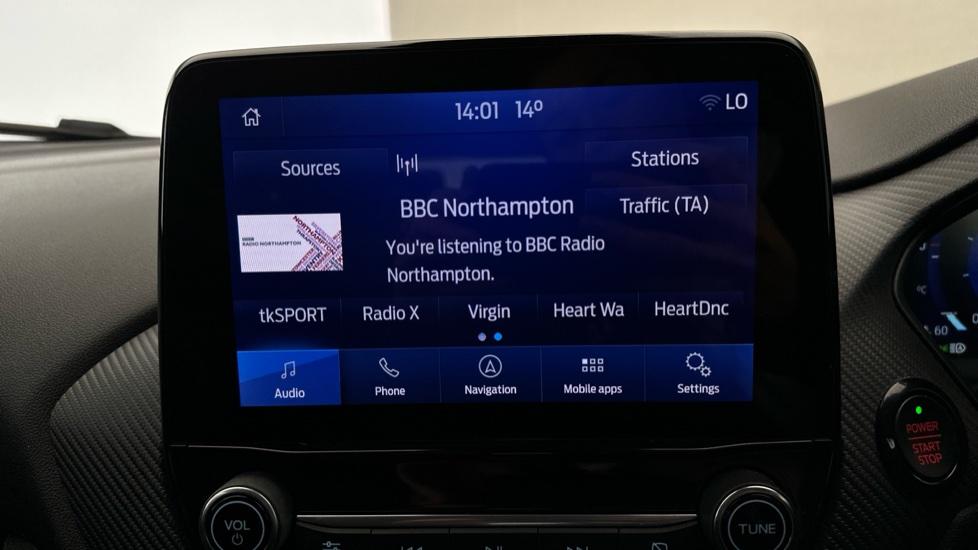 14:01 14º LO
Sources
Stations
BBC Northampton
Traffic (TA)
RADIO NORTHAMPTON
You're listening to BBC Radio
Northampton.
tkSPORT Radio X Virgin Heart Wa HeartDnc
Audio Phone Navigation Mobile apps Settings
60
POWER
START
STOP
VOL
TUNE